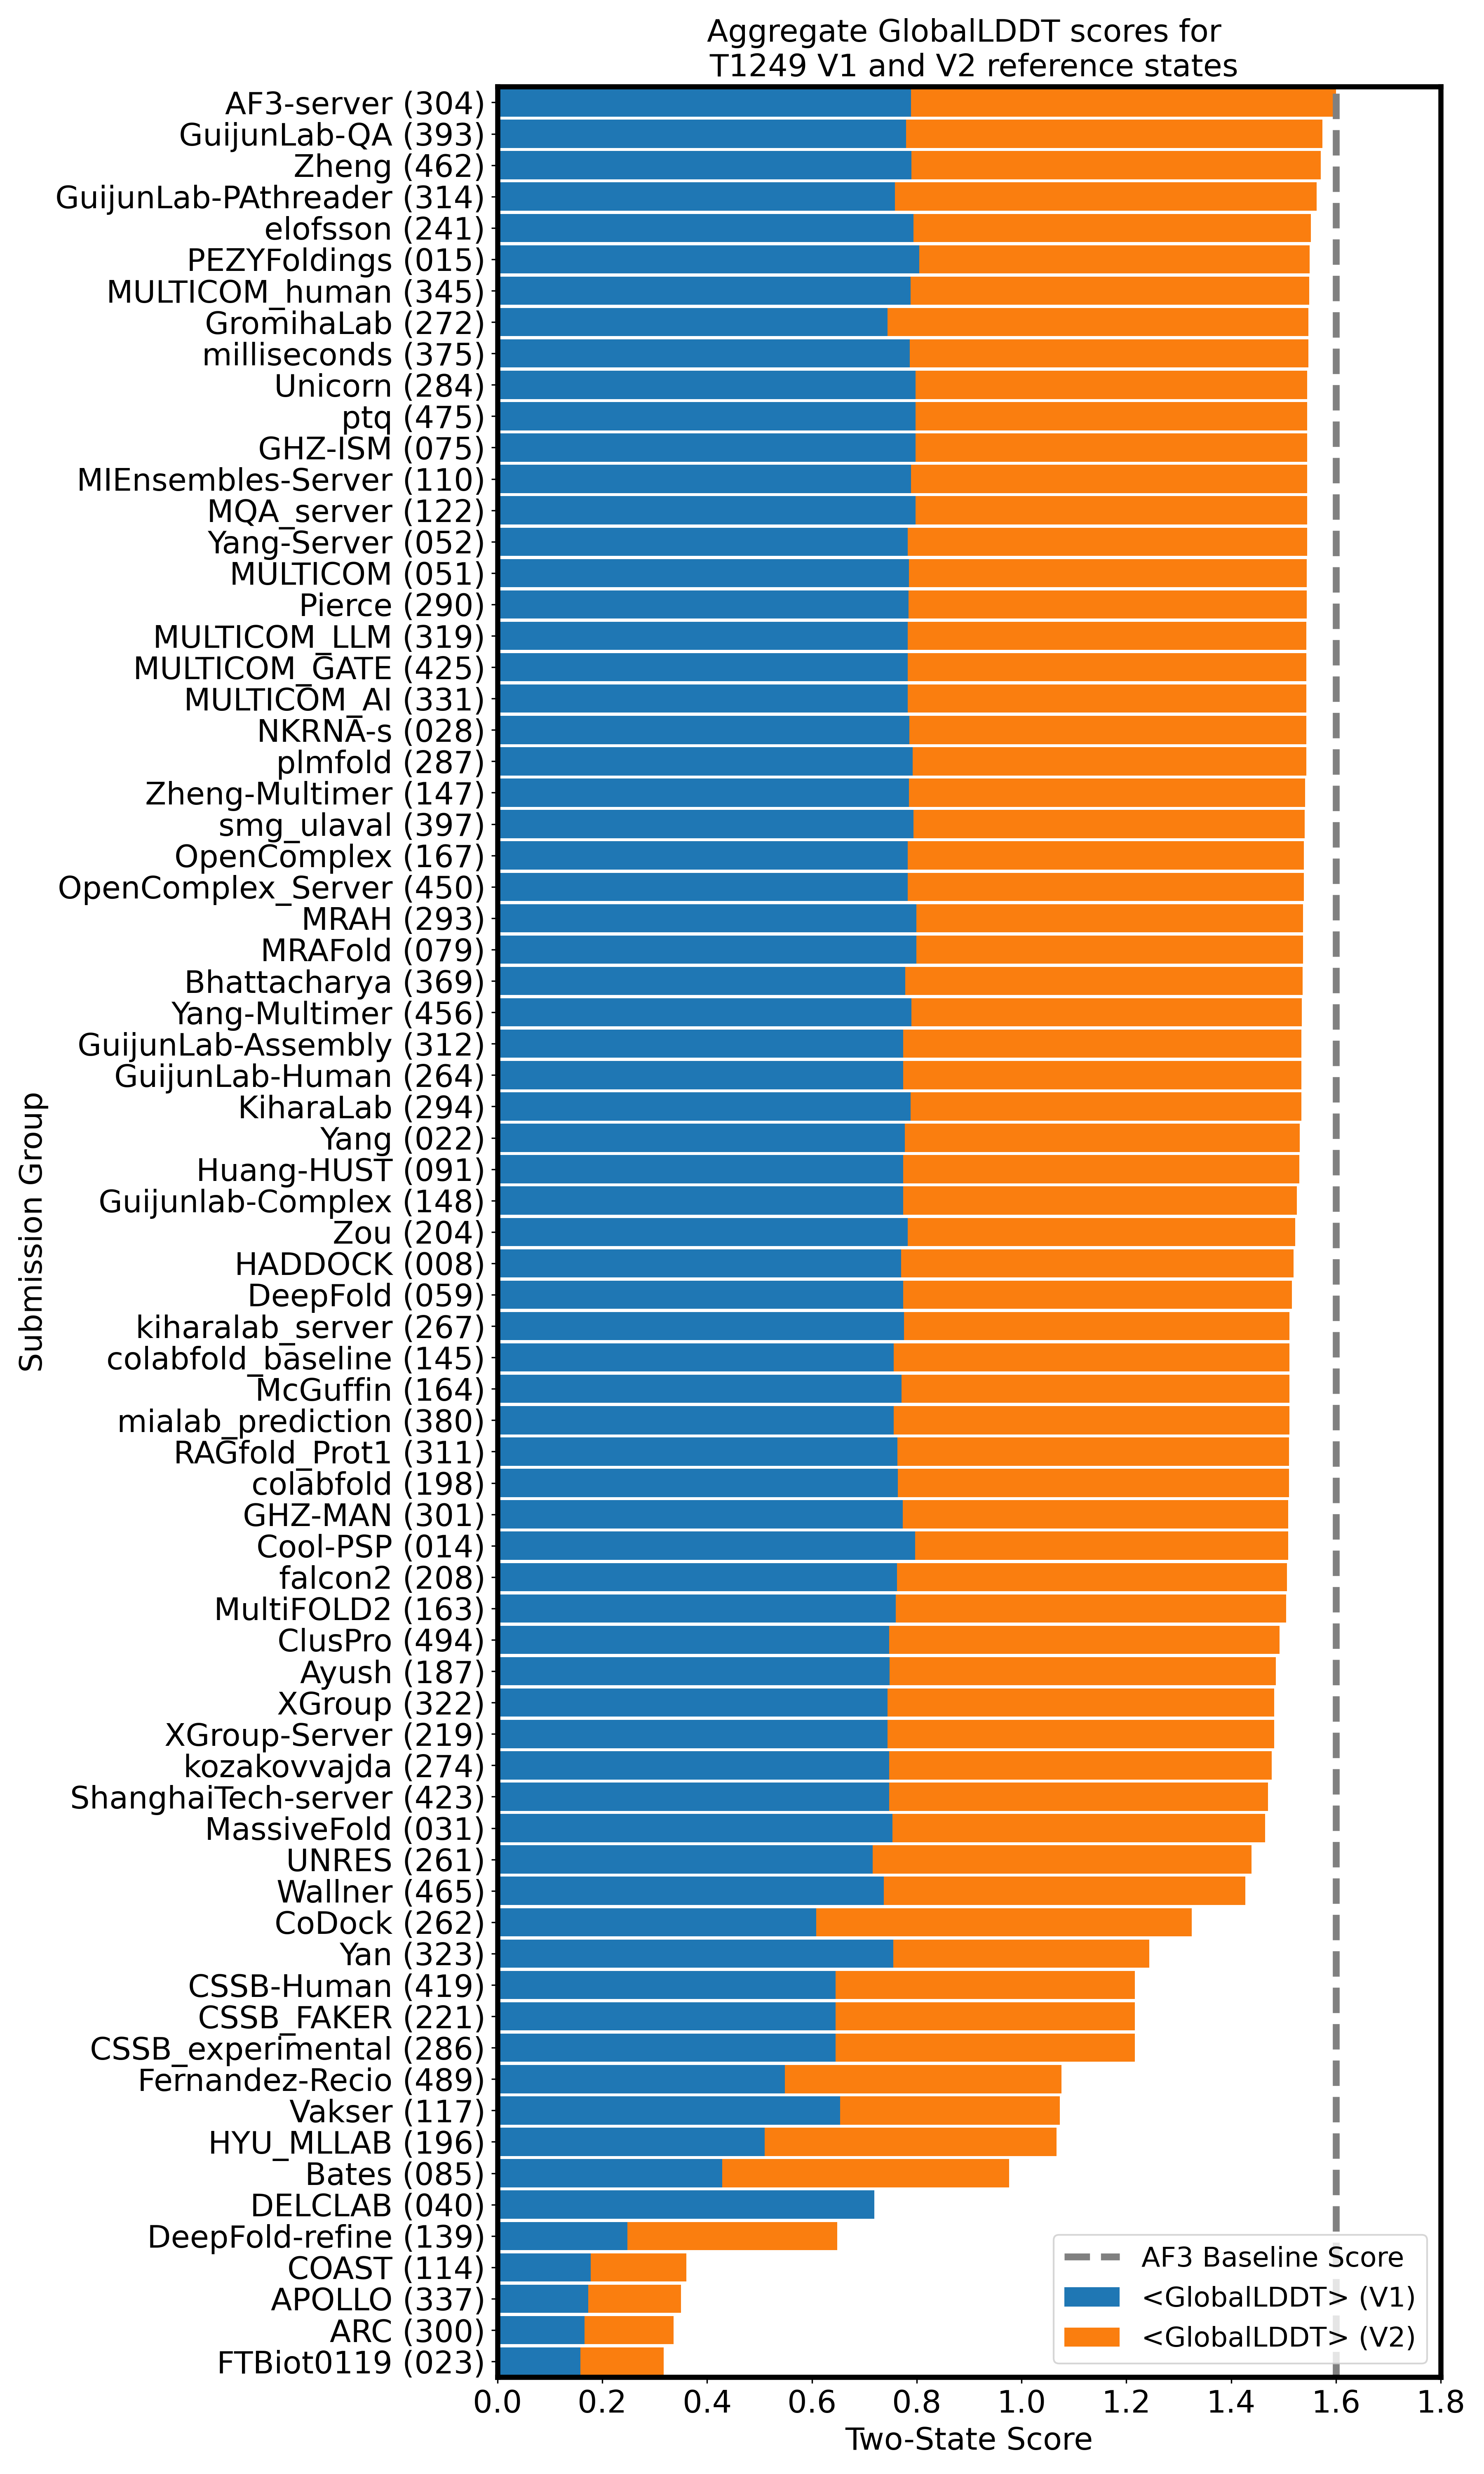 Aggregate GlobalLDDT scores for
T1249 V1 and V2 reference states
AF3-server (304)
GuijunLab-QA (393)
Zheng (462)
GuijunLab-PAthreader (314)
elofsson (241)
PEZYFoldings (015)
MULTICOM_human (345)
GromihaLab (272)
milliseconds (375)
Unicorn (284)
ptq (475)
GHZ-ISM (075)
MIEnsembles-Server (110)
MQA_server (122)
Yang-Server (052)
MULTICOM (051)
Pierce (290)
MULTICOM_LLM (319)
MULTICOM_GATE (425)
MULTICOM_AI (331)
NKRNA-s (028)
plmfold (287)
Zheng-Multimer (147)
smg_ulaval (397)
OpenComplex (167)
OpenComplex_Server (450)
MRAH (293)
MRAFold (079)
Bhattacharya (369)
Yang-Multimer (456)
GuijunLab-Assembly (312)
GuijunLab-Human (264)
KiharaLab (294)
Yang (022)
Huang-HUST (091)
Guijunlab-Complex (148)
Zou (204)
HADDOCK (008)
DeepFold (059)
kiharalab_server (267)
colabfold_baseline (145)
McGuffin (164)
mialab_prediction (380)
RAGfold_Prot1 (311)
colabfold (198)
GHZ-MAN (301)
Cool-PSP (014)
falcon2 (208)
MultiFOLD2 (163)
ClusPro (494)
Ayush (187)
XGroup (322)
XGroup-Server (219)
kozakovvajda (274)
ShanghaiTech-server (423)
MassiveFold (031)
UNRES (261)
Wallner (465)
CoDock (262)
Yan (323)
CSSB-Human (419)
CSSB_FAKER (221)
CSSB_experimental (286)
Fernandez-Recio (489)
Vakser (117)
HYU_MLLAB (196)
Bates (085)
DELCLAB (040)
DeepFold-refine (139)
COAST (114)
APOLLO (337)
ARC (300)
FTBiot0119 (023)
Submission Group
AF3 Baseline Score
<GlobalLDDT> (V1)
<GlobalLDDT> (V2)
0.0 0.2 0.4 0.6 0.8 1.0 1.2 1.4 1.6 1.8
Two-State Score